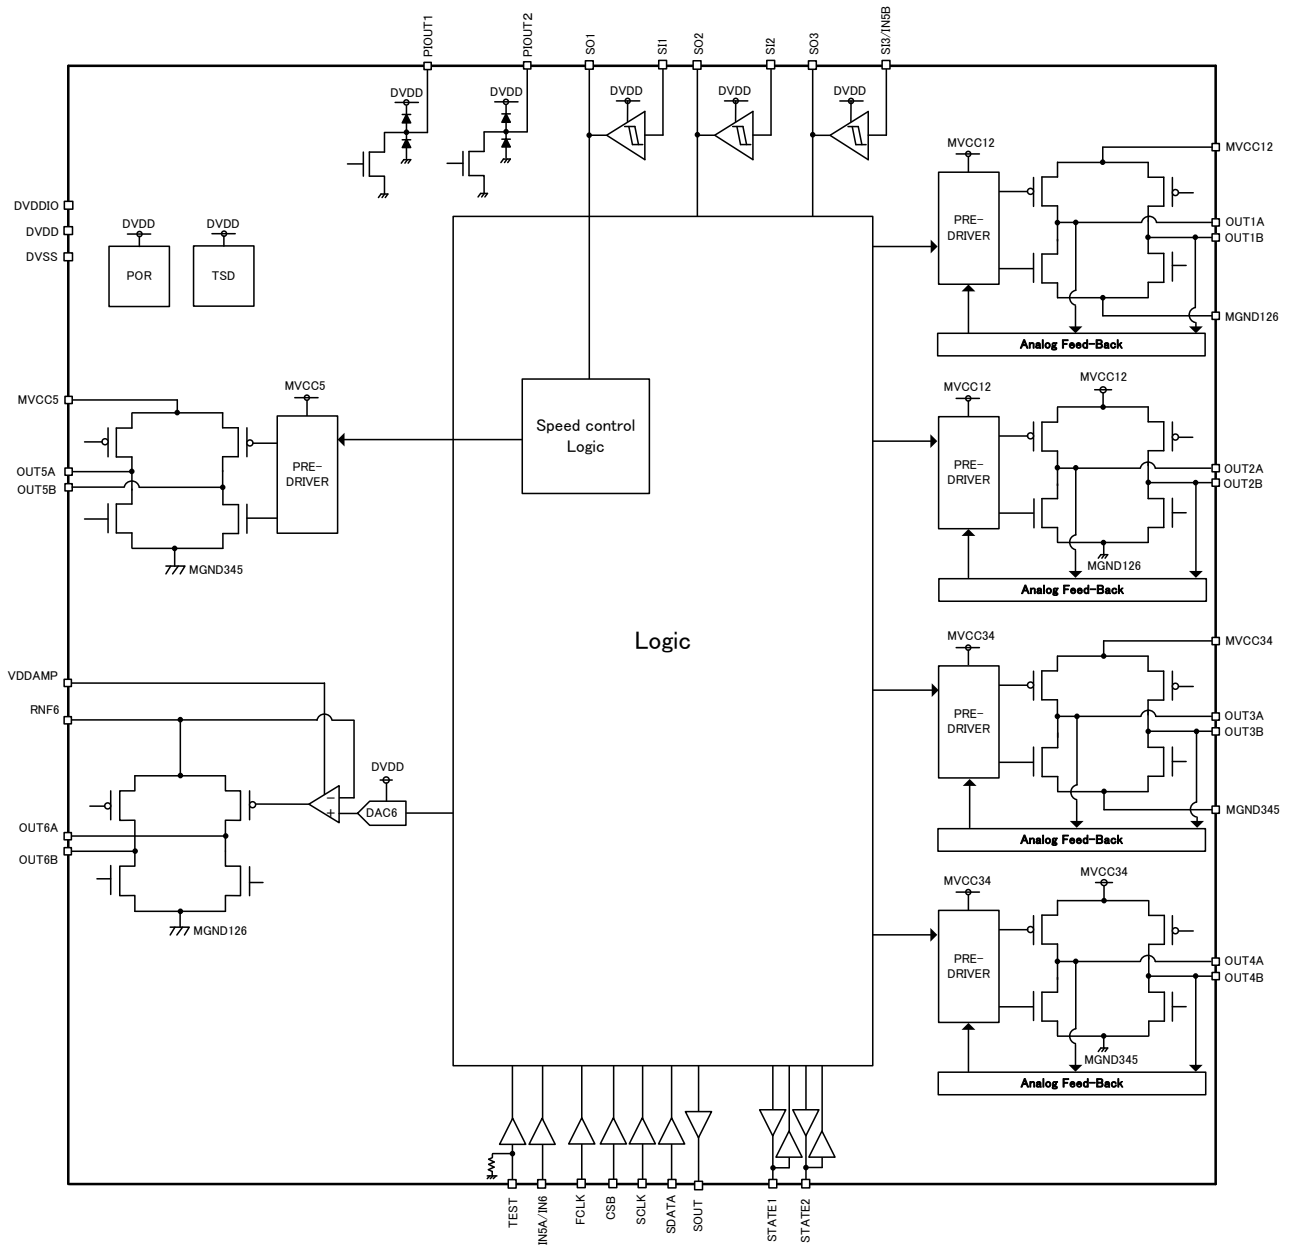 PIOUT1
PIOUT2
SO1
SI1
SO2
SI2
SO3
SI3/IN5B
DVDD
DVDD
DVDD
DVDD
DVDD
DVDDIO
DVDD
DVSS
DVDD
POR
DVDD
TSD
MVCC12
PRE-
DRIVER
MVCC12
OUT1A
OUT1B
MGND126
Analog Feed-Back
MVCC5
OUT5A
OUT5B
MVCC5
PRE-
DRIVER
MGND345
Speed control
Logic
MVCC12
PRE-
DRIVER
MVCC12
OUT2A
OUT2B
MGND126
Analog Feed-Back
Logic
VDDAMP
RNF6
DVDD
DAC6
−
+
OUT6A
OUT6B
MGND126
MVCC34
PRE-
DRIVER
MVCC34
OUT3A
OUT3B
MGND345
Analog Feed-Back
MVCC34
PRE-
DRIVER
MVCC34
OUT4A
OUT4B
MGND345
Analog Feed-Back
TEST
IN5A/IN6
FCLK
CSB
SCLK
SDATA
SOUT
STATE1
STATE2